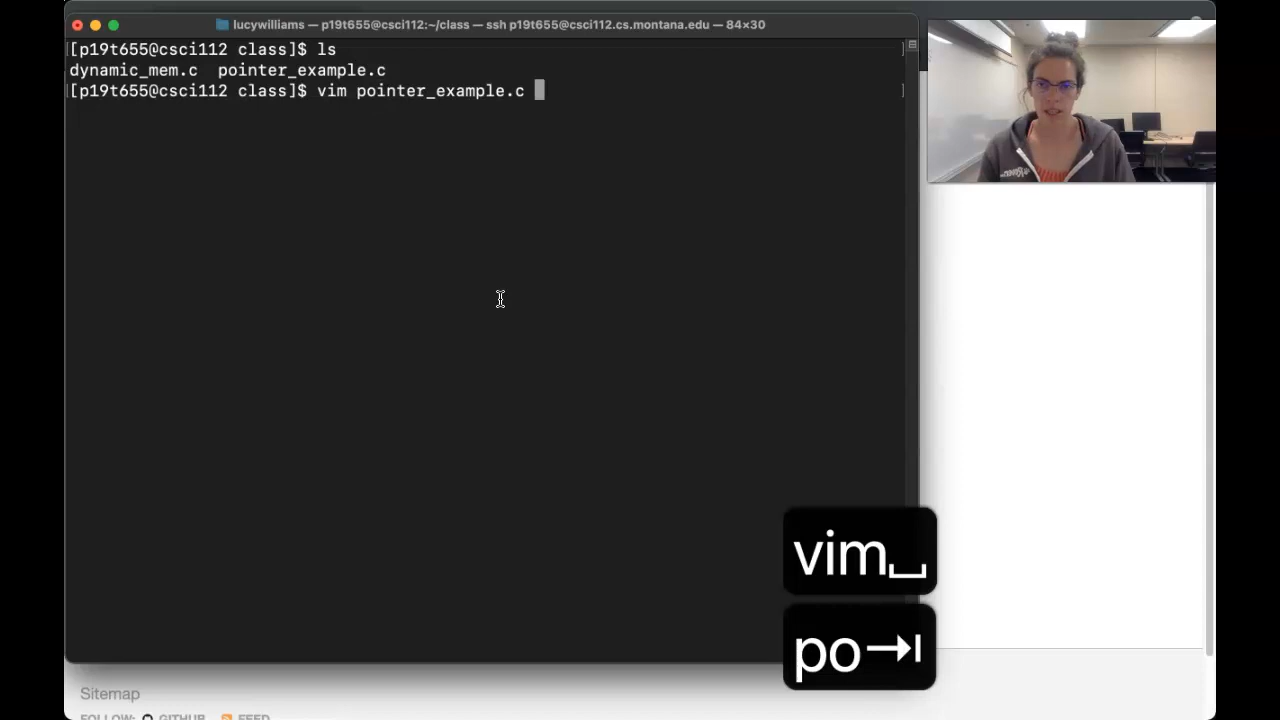 lucywilliams — p19t655@csci112:~/class — ssh p19t655@csci112.cs.montana.edu — 84×30
[[p19t655@csci112 class]$ ls ]
dynamic_mem.c  pointer_example.c
[[p19t655@csci112 class]$ vim pointer_example.c ]
vim␣
po⇥
Sitemap
FOLLOW: GITHUB FEED